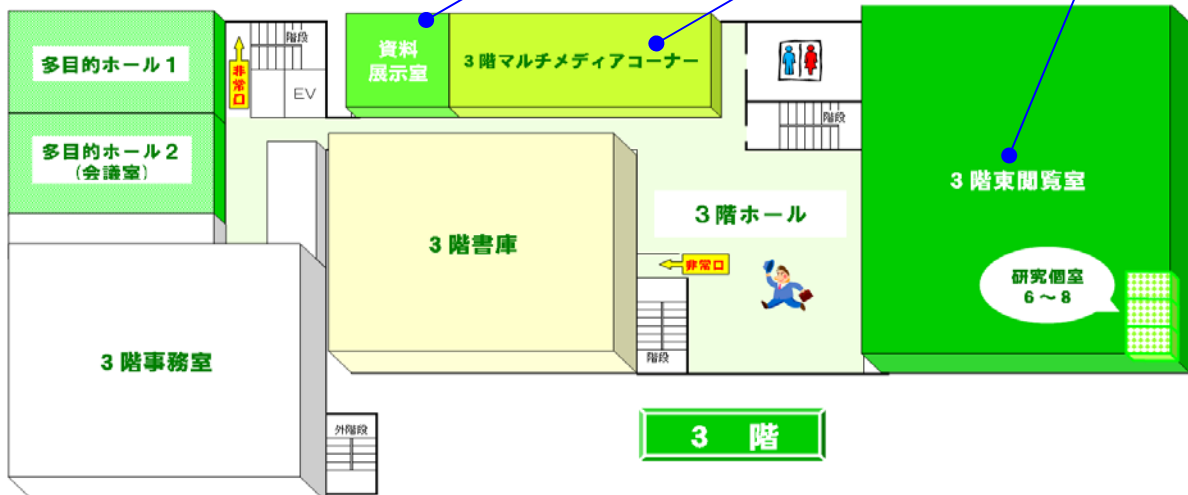 多目的ホール１
非常口
階段
EV
資料
展示室
３階マルチメディアコーナー
階段
多目的ホール２
(会議室)
３階東閲覧室
３階ホール
３階書庫
非常口
研究個室
６～８
階段
３階事務室
外階段
３　階